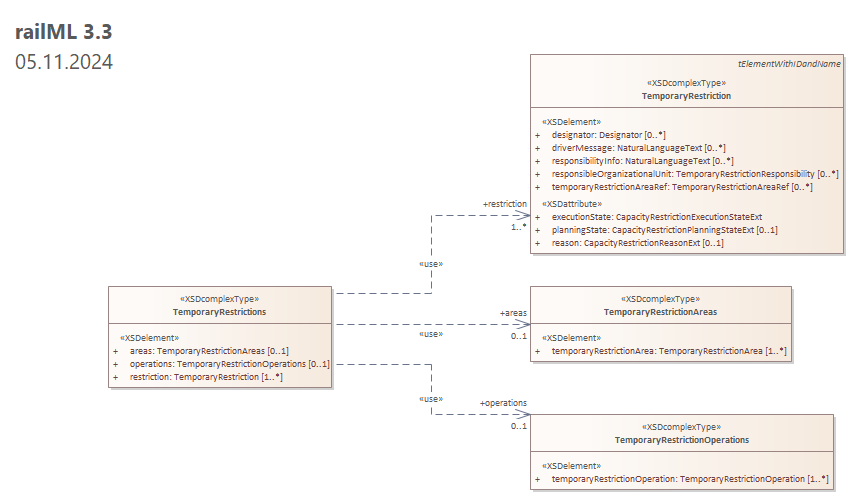 railML 3.3
05.11.2024
tElementWithIDandName
«XSDcomplexType»
TemporaryRestriction
«XSDelement»
+ designator: Designator [0..*]
+ driverMessage: NaturalLanguageText [0..*]
+ responsibilityInfo: NaturalLanguageText [0..*]
+ responsibleOrganizationalUnit: TemporaryRestrictionResponsibility [0..*]
+ temporaryRestrictionAreaRef: TemporaryRestrictionAreaRef [0..*]
«XSDattribute»
+ executionState: CapacityRestrictionExecutionStateExt
+ planningState: CapacityRestrictionPlanningStateExt [0..1]
+ reason: CapacityRestrictionReasonExt [0..1]
+restriction
1..*
«use»
«XSDcomplexType»
TemporaryRestrictions
«XSDelement»
+ areas: TemporaryRestrictionAreas [0..1]
+ operations: TemporaryRestrictionOperations [0..1]
+ restriction: TemporaryRestriction [1..*]
+areas
0..1
«use»
«XSDcomplexType»
TemporaryRestrictionAreas
«XSDelement»
+ temporaryRestrictionArea: TemporaryRestrictionArea [1..*]
«use»
+operations
0..1
«XSDcomplexType»
TemporaryRestrictionOperations
«XSDelement»
+ temporaryRestrictionOperation: TemporaryRestrictionOperation [1..*]